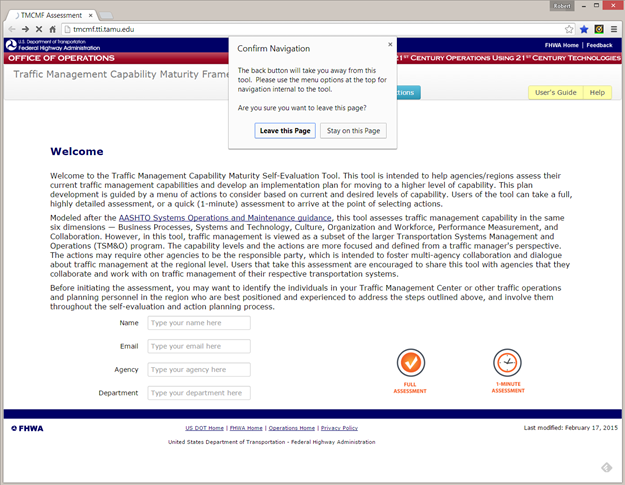 Robert
TMCMF Assessment
tmcmf.tti.tamu.edu
U.S. Department of Transportation
Federal Highway Administration
FHWA Home | Feedback
OFFICE OF OPERATIONS
21ST CENTURY OPERATIONS USING 21ST CENTURY TECHNOLOGIES
Traffic Management Capability Maturity Frame
Confirm Navigation
The back button will take you away from this
tool. Please use the menu options at the top for
navigation internal to the tool.
Are you sure you want to leave this page?
Leave this Page
Stay on this Page
User's Guide
Help
Welcome
Welcome to the Traffic Management Capability Maturity Self-Evaluation Tool. This tool is intended to help agencies/regions assess their
current traffic management capabilities and develop an implementation plan for moving to a higher level of capability. This plan
development is guided by a menu of actions to consider based on current and desired levels of capability. Users of the tool can take a full,
highly detailed assessment, or a quick (1-minute) assessment to arrive at the point of selecting actions.
Modeled after the AASHTO Systems Operations and Maintenance guidance, this tool assesses traffic management capability in the same
six dimensions — Business Processes, Systems and Technology, Culture, Organization and Workforce, Performance Measurement, and
Collaboration. However, in this tool, traffic management is viewed as a subset of the larger Transportation Systems Management and
Operations (TSM&O) program. The capability levels and the actions are more focused and defined from a traffic manager's perspective.
The actions may require other agencies to be the responsible party, which is intended to foster multi-agency collaboration and dialogue
about traffic management at the regional level. Users that take this assessment are encouraged to share this tool with agencies that they
collaborate and work with on traffic management of their respective transportation systems.
Before initiating the assessment, you may want to identify the individuals in your Traffic Management Center or other traffic operations
and planning personnel in the region who are best positioned and experienced to address the steps outlined above, and involve them
throughout the self-evaluation and action planning process.
Name Type your name here
Email Type your email here
Agency Type your agency here
Department Type your department here
FULL
ASSESSMENT
1-MINUTE
ASSESSMENT
FHWA
US DOT Home | FHWA Home | Operations Home | Privacy Policy
Last modified: February 17, 2015
United States Department of Transportation - Federal Highway Administration